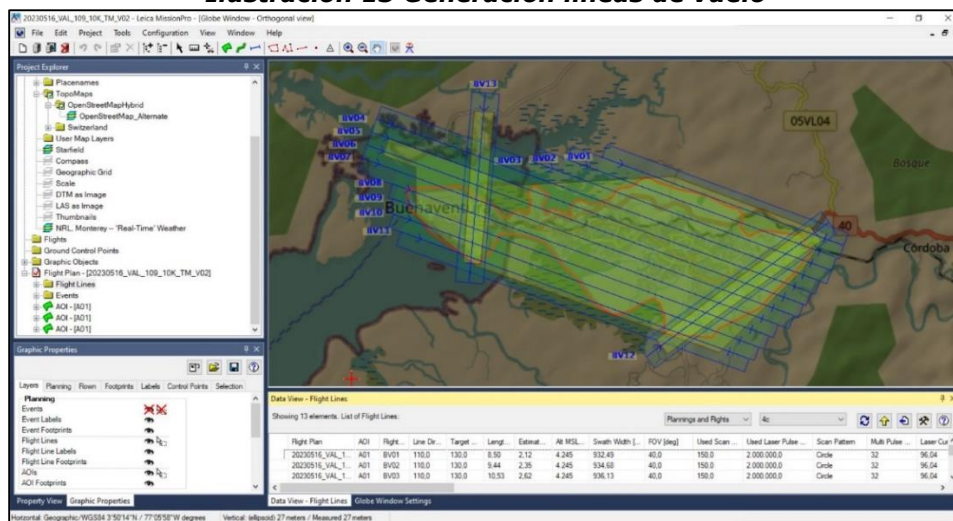 Ilustración 13 Generación líneas de vuelo
20230516_VAL_109_10K_TM_V02 - Leica MissionPro - [Globe Window - Orthogonal view]
File Edit Project Tools Configuration View Window Help
Project Explorer
Placenames
TopoMaps
OpenStreetMapHybrid
OpenStreetMap_Alternate
Switzerland
User Map Layers
Starfield
Compass
Geographic Grid
Scale
DTM as Image
LAS as Image
Thumbnails
NRL, Monterey -- 'Real-Time' Weather
Flights
Ground Control Points
Graphic Objects
Flight Plan - [20230516_VAL_109_10K_TM_V02]
Flight Lines
Events
AOI - [A01]
AOI - [A01]
AOI - [A01]
BV13
BV04
BV05
BV06
BV07
BV03 BV02 BV01
BV08
BV09
BV10
BV11
BV12
Buenavent
05VL04
Bosque
40
Córdoba
Graphic Properties
Layers Planning Flown Footprints Labels Control Points Selection
Planning
Events
Event Labels
Event Footprints
Flight Lines
Flight Line Labels
Flight Line Footprints
AOIs
AOI Footprints
Property View Graphic Properties
Data View - Flight Lines
Showing 13 elements. List of Flight Lines:
Plannings and Flights 4c
Flight Plan AOI Flight... Line Dir... Target ... Lengt... Estimat... Alt MSL... Swath Width [... FOV [deg] Used Scan ... Used Laser Pulse ... Scan Pattern Multi Pulse ... Laser Cur
20230516_VAL_1... A01 BV01 110,0 130,0 8,50 2,12 4.245 932,49 40,0 150,0 2.000.000,0 Circle 32 96,04
20230516_VAL_1... A01 BV02 110,0 130,0 9,44 2,35 4.245 934,68 40,0 150,0 2.000.000,0 Circle 32 96,04
20230516_VAL_1... A01 BV03 110,0 130,0 10,53 2,62 4.245 936,13 40,0 150,0 2.000.000,0 Circle 32 96,04
Data View - Flight Lines Globe Window Settings
Horizontal: Geographic/WGS84 3°50'14"N / 77°05'58"W degrees Vertical: (ellipsoid) 27 meters / Measured 27 meters